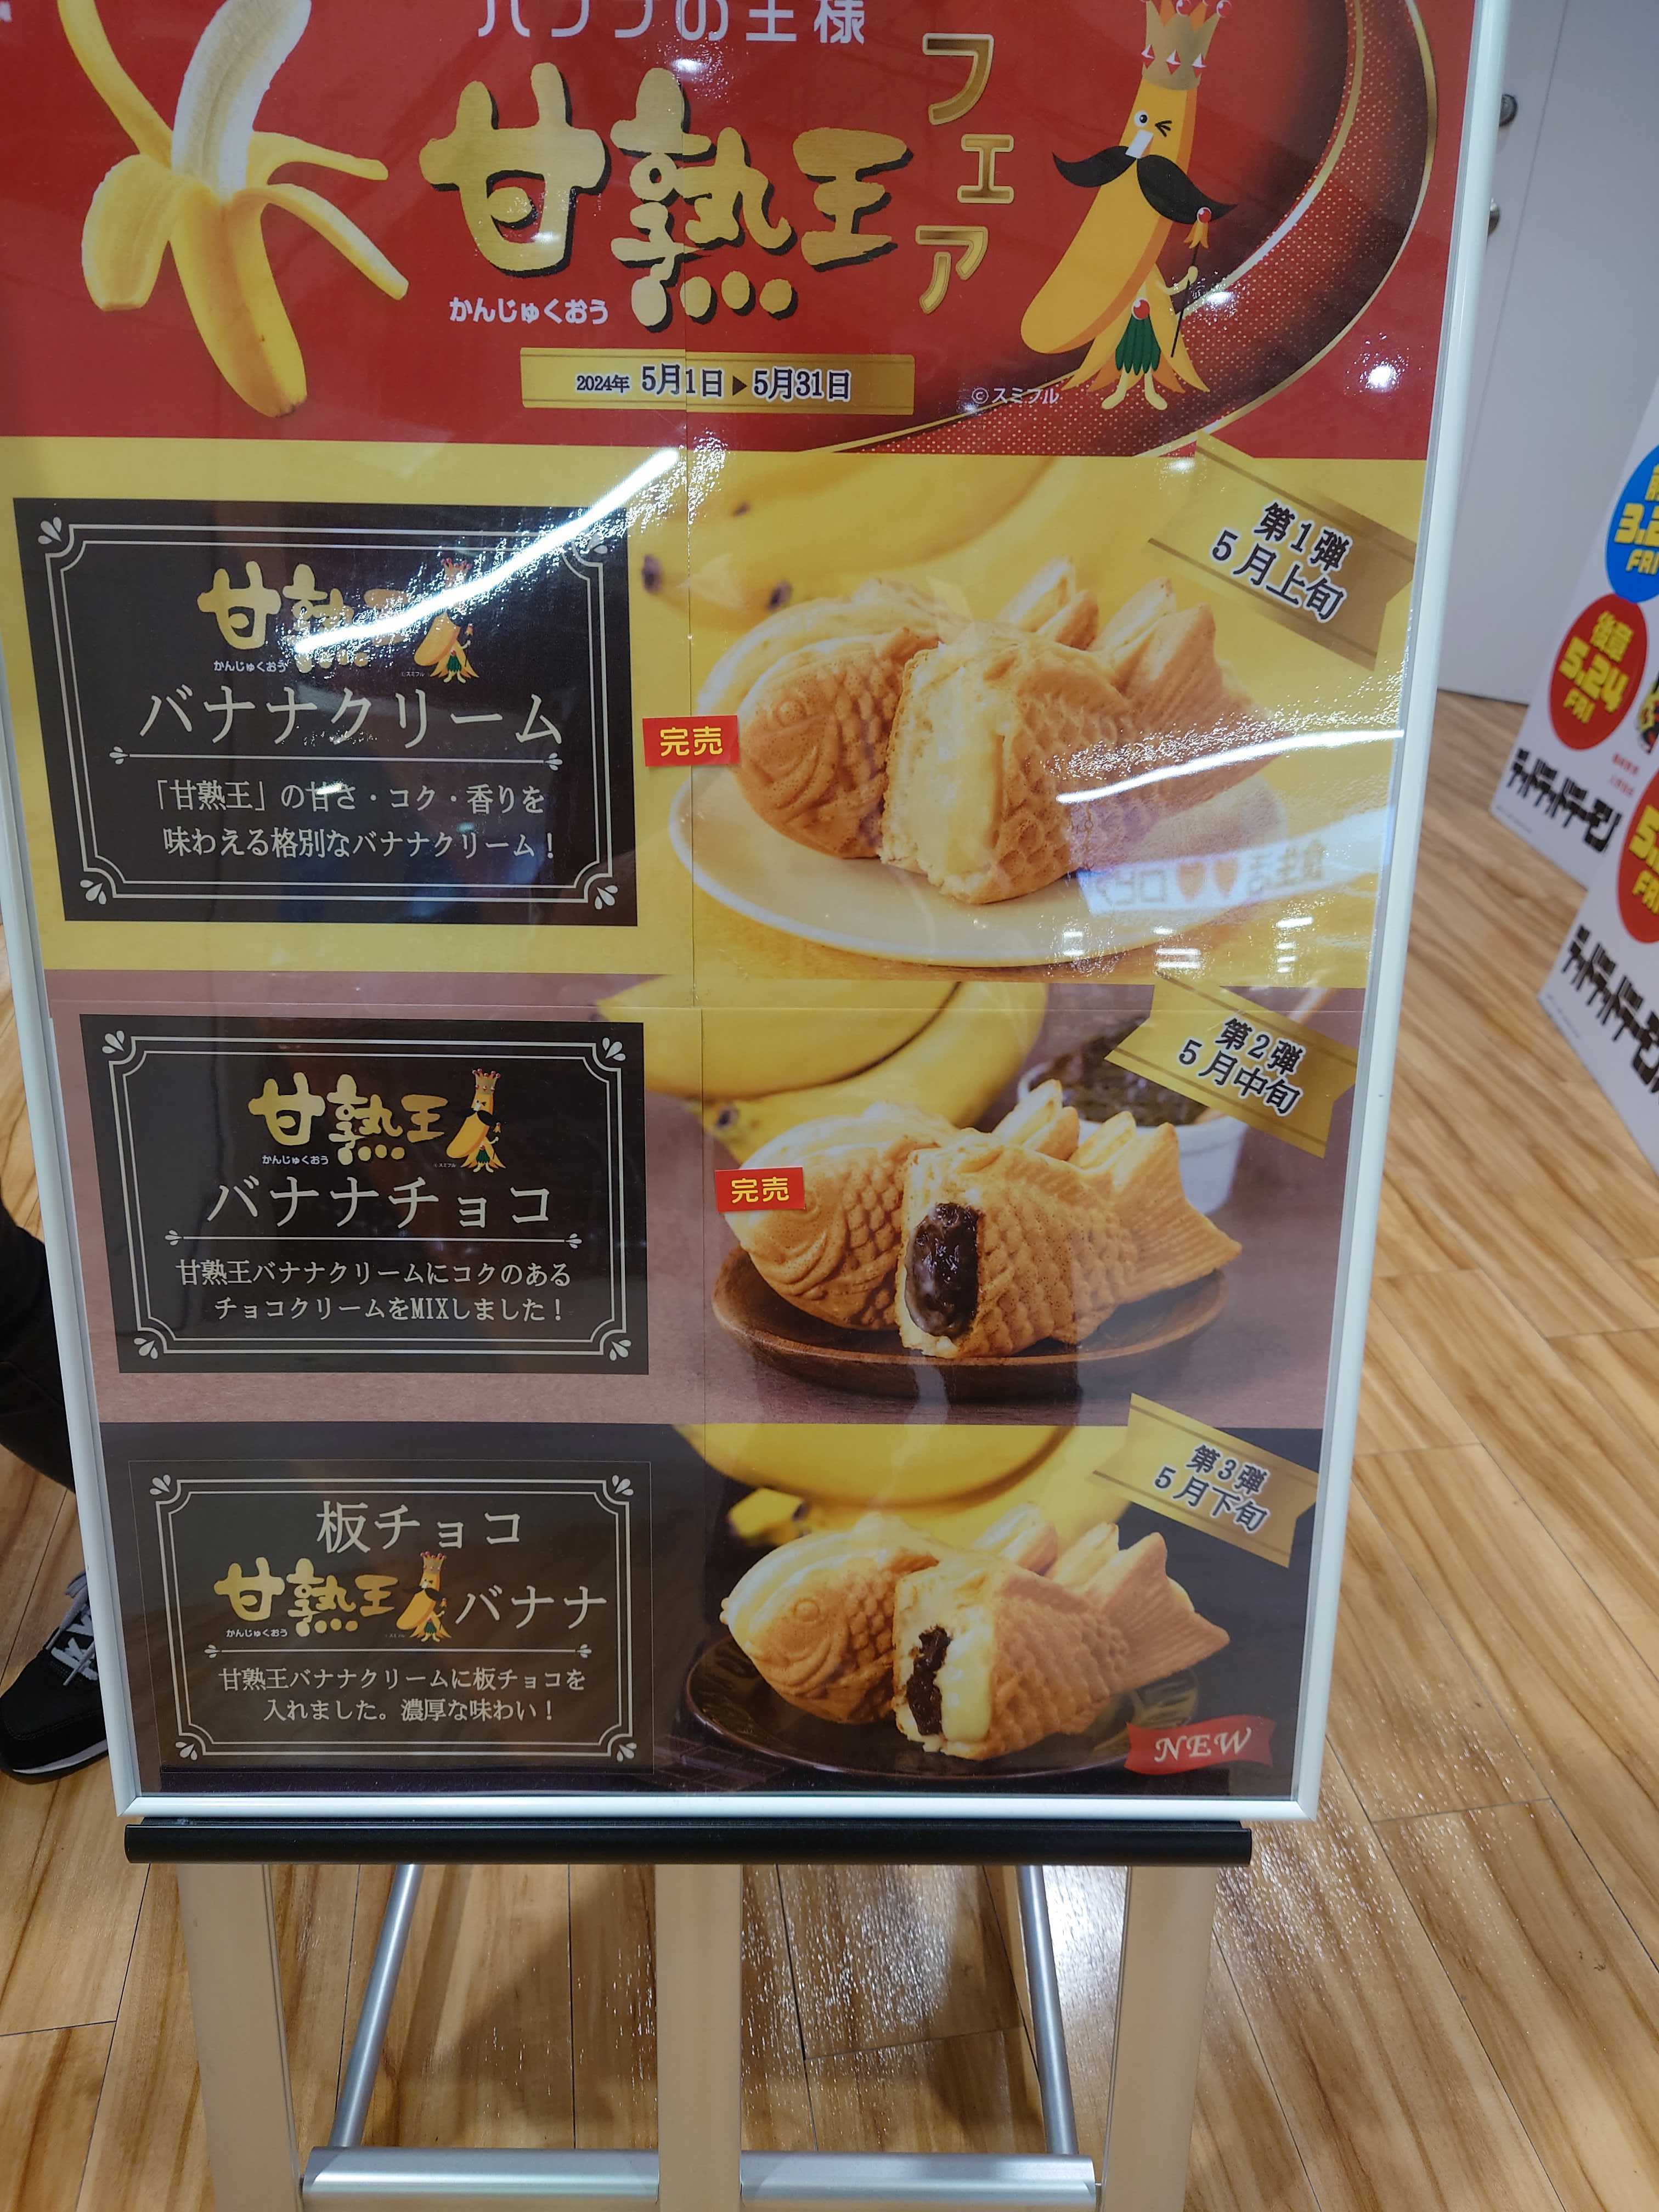 バナナの王様
甘熟王
フェア
かんじゅくおう
2024年 5月1日▶5月31日
©スミフル
第1弾
5月上旬
甘熟王
かんじゅくおう
©スミフル
バナナクリーム
完売
「甘熟王」の甘さ・コク・香りを
味わえる格別なバナナクリーム!
第2弾
5月中旬
甘熟王
かんじゅくおう
©スミフル
バナナチョコ
完売
甘熟王バナナクリームにコクのある
チョコクリームをMIXしました!
第3弾
5月下旬
板チョコ
甘熟王 バナナ
かんじゅくおう
甘熟王バナナクリームに板チョコを
入れました。濃厚な味わい!
NEW
FRI
後章
5.24
FRI